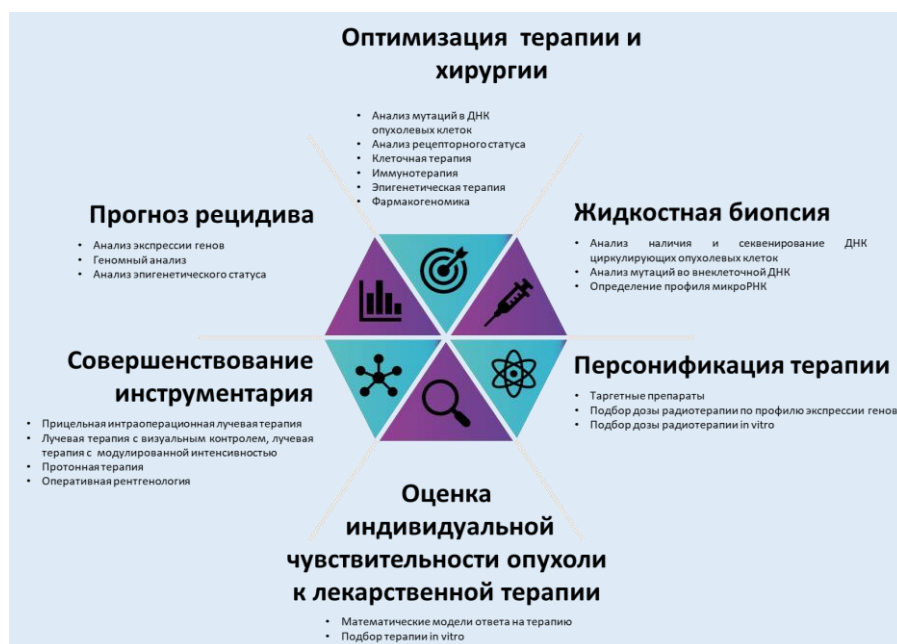 Оптимизация терапии и
хирургии
• Анализ мутаций в ДНК
опухолевых клеток
• Анализ рецепторного статуса
• Клеточная терапия
• Иммунотерапия
• Эпигенетическая терапия
• Фармакогеномика
Прогноз рецидива
• Анализ экспрессии генов
• Геномный анализ
• Анализ эпигенетического статуса
Жидкостная биопсия
• Анализ наличия и секвенирование ДНК
циркулирующих опухолевых клеток
• Анализ мутаций во внеклеточной ДНК
• Определение профиля микроРНК
Совершенствование
инструментария
• Прицельная интраоперационная лучевая терапия
• Лучевая терапия с визуальным контролем, лучевая
терапия с модулированной интенсивностью
• Протонная терапия
• Оперативная рентгенология
Персонификация терапии
• Таргетные препараты
• Подбор дозы радиотерапии по профилю экспрессии генов
• Подбор дозы радиотерапии in vitro
Оценка
индивидуальной
чувствительности опухоли
к лекарственной терапии
• Математические модели ответа на терапию
• Подбор терапии in vitro